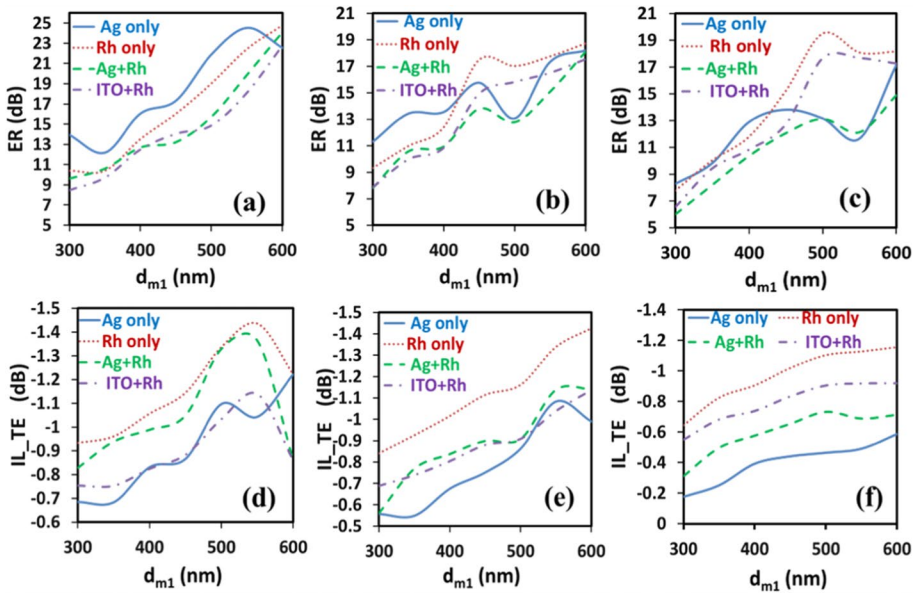 25
23
21
19
17
15
13
11
9
7
5
ER (dB)
Ag only
Rh only
Ag+Rh
ITO+Rh
(a)
300 400 500 600
dm1 (nm)
21
19
17
15
13
11
9
7
5
ER (dB)
Ag only
Rh only
Ag+Rh
ITO+Rh
(b)
300 400 500 600
dm1 (nm)
21
19
17
15
13
11
9
7
5
ER (dB)
Ag only
Rh only
Ag+Rh
ITO+Rh
(c)
300 400 500 600
dm1 (nm)
-1.5
-1.4
-1.3
-1.2
-1.1
-1
-0.9
-0.8
-0.7
-0.6
IL_TE (dB)
Ag only
Rh only
Ag+Rh
ITO+Rh
(d)
300 400 500 600
dm1 (nm)
-1.5
-1.4
-1.3
-1.2
-1.1
-1
-0.9
-0.8
-0.7
-0.6
-0.5
IL_TE (dB)
Ag only
Rh only
Ag+Rh
ITO+Rh
(e)
300 400 500 600
dm1 (nm)
-1.4
-1.2
-1
-0.8
-0.6
-0.4
-0.2
0
IL_TE (dB)
Ag only Rh only
Ag+Rh ITO+Rh
(f)
300 400 500 600
dm1 (nm)